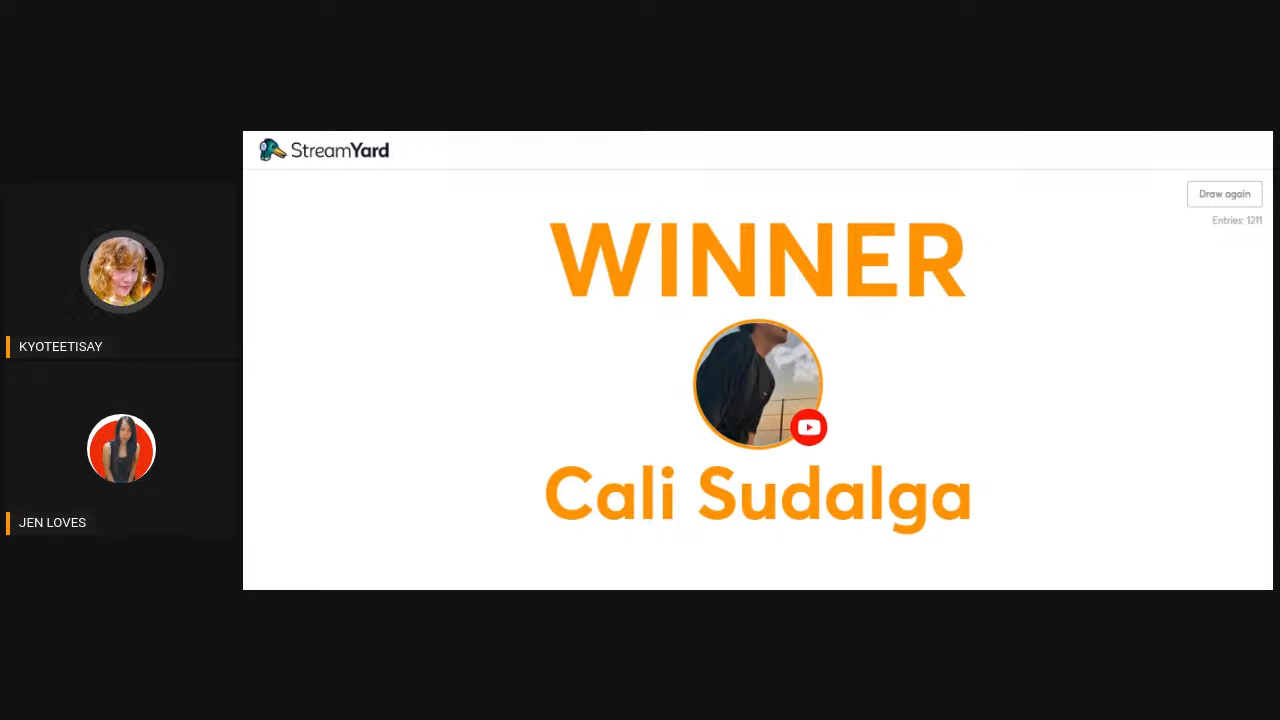 StreamYard
Draw again
Entries: 1211
WINNER
Cali Sudalga
KYOTEETISAY
JEN LOVES